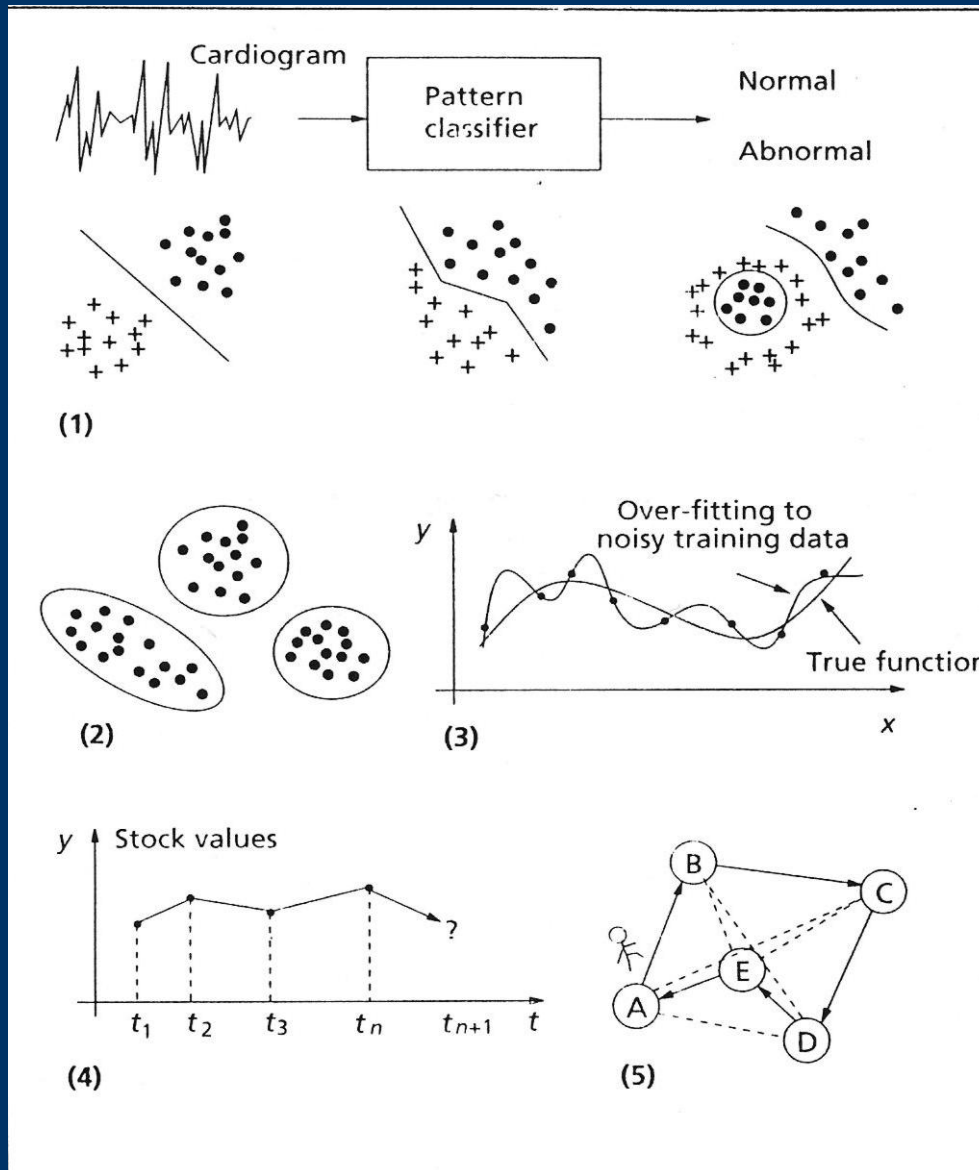 Cardiogram
Pattern
classifier
Normal
Abnormal
(1)
(2)
y
Over-fitting to
noisy training data
True function
x
(3)
y Stock values
?
t1 t2 t3 tn tn+1 t
(4)
B
C
E
A
D
(5)